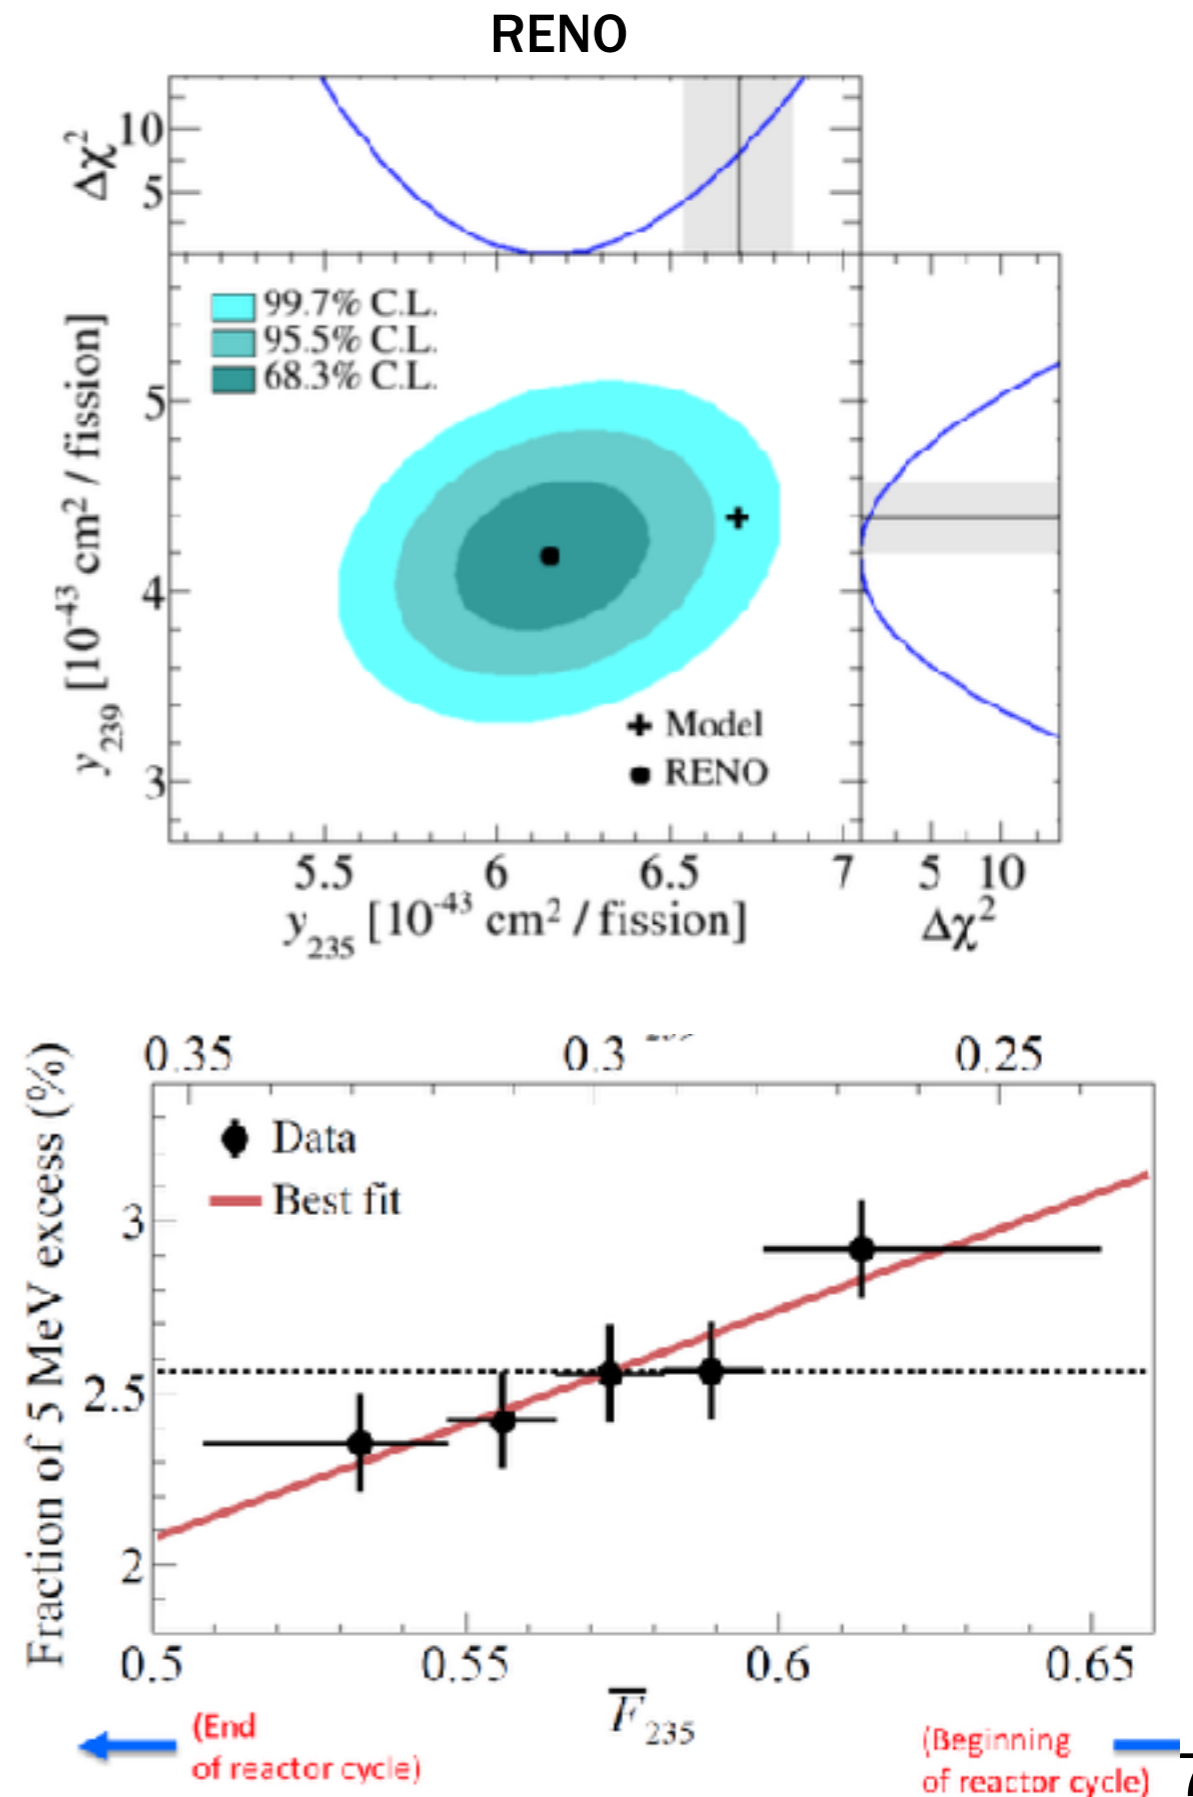 RENO
Δχ²
10
5
99.7% C.L.
95.5% C.L.
68.3% C.L.
y₂₃₉ [10⁻⁴³ cm² / fission]
5
4
3
Model
RENO
5.5 6 6.5 7 5 10
y₂₃₅ [10⁻⁴³ cm² / fission] Δχ²
0.35 0.3 0.25
Fraction of 5 MeV excess (%)
Data
Best fit
3
2.5
2
0.5 0.55 0.6 0.65
F̅₂₃₅
(End
of reactor cycle)
(Beginning
of reactor cycle)